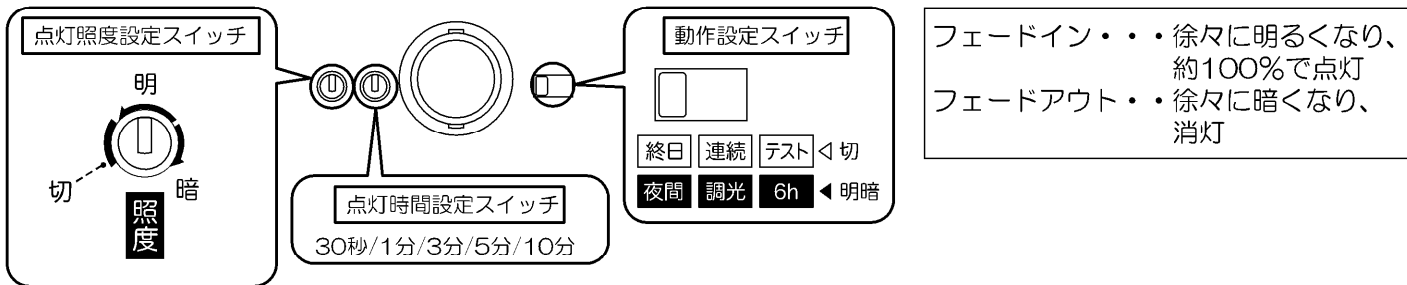 点灯照度設定スイッチ
明
切
暗
照度
点灯時間設定スイッチ
30秒/1分/3分/5分/10分
動作設定スイッチ
終日 連続 テスト ◁ 切
夜間 調光 6h ◀ 明暗
フェードイン・・・徐々に明るくなり、
約100%で点灯
フェードアウト・・徐々に暗くなり、
消灯